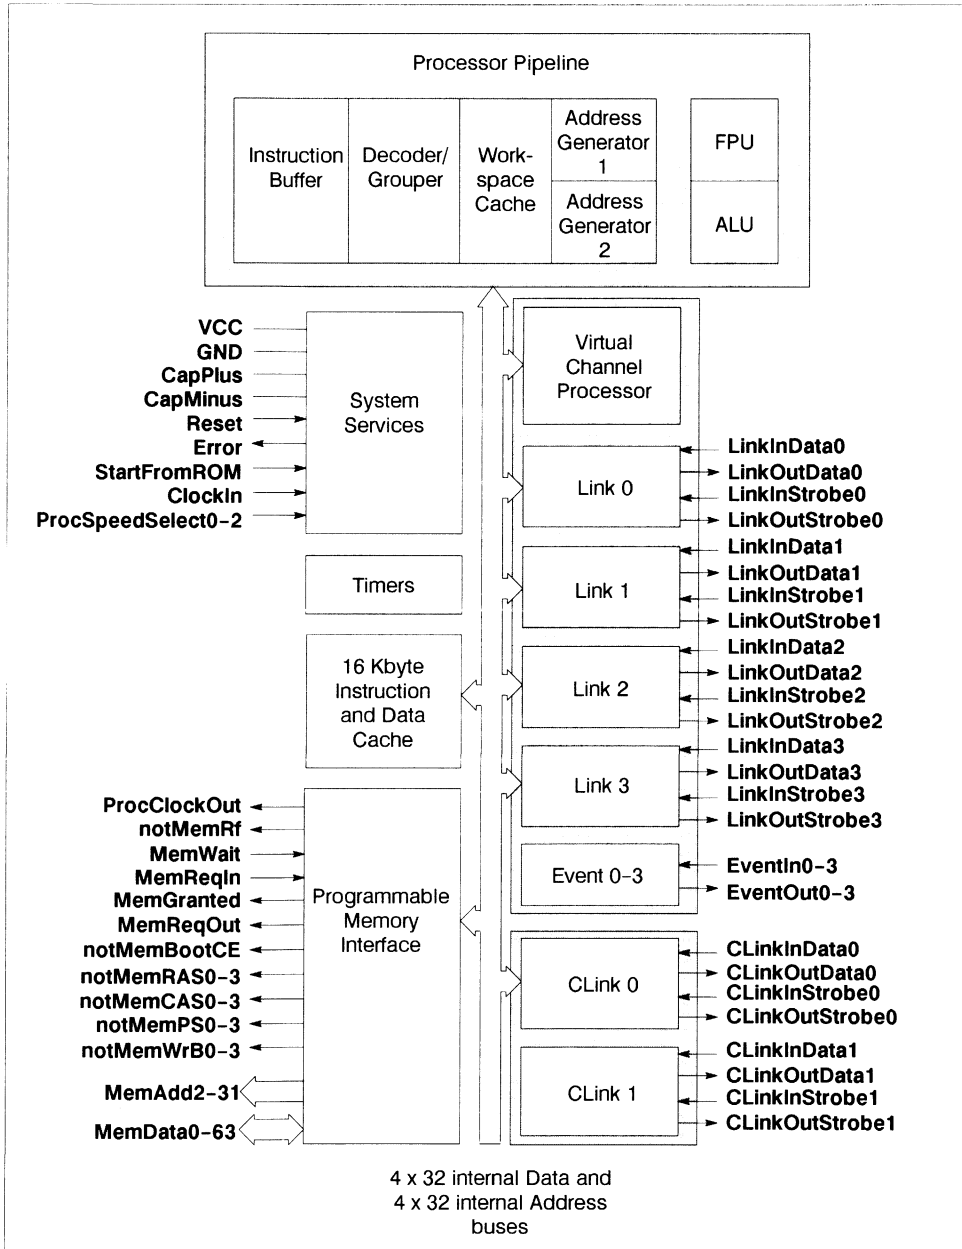 Processor Pipeline
Instruction
Buffer
Decoder/
Grouper
Work-
space
Cache
Address
Generator
1
Address
Generator
2
FPU
ALU
VCC
GND
CapPlus
CapMinus
Reset
Error
StartFromROM
ClockIn
ProcSpeedSelect0-2
System
Services
Timers
16 Kbyte
Instruction
and Data
Cache
ProcClockOut
notMemRf
MemWait
MemReqIn
MemGranted
MemReqOut
notMemBootCE
notMemRAS0-3
notMemCAS0-3
notMemPS0-3
notMemWrB0-3
MemAdd2-31
MemData0-63
Programmable
Memory
Interface
Virtual
Channel
Processor
Link 0
LinkInData0
LinkOutData0
LinkInStrobe0
LinkOutStrobe0
Link 1
LinkInData1
LinkOutData1
LinkInStrobe1
LinkOutStrobe1
Link 2
LinkInData2
LinkOutData2
LinkInStrobe2
LinkOutStrobe2
Link 3
LinkInData3
LinkOutData3
LinkInStrobe3
LinkOutStrobe3
Event 0-3
EventIn0-3
EventOut0-3
CLink 0
CLinkInData0
CLinkOutData0
CLinkInStrobe0
CLinkOutStrobe0
CLink 1
CLinkInData1
CLinkOutData1
CLinkInStrobe1
CLinkOutStrobe1
4 x 32 internal Data and
4 x 32 internal Address
buses